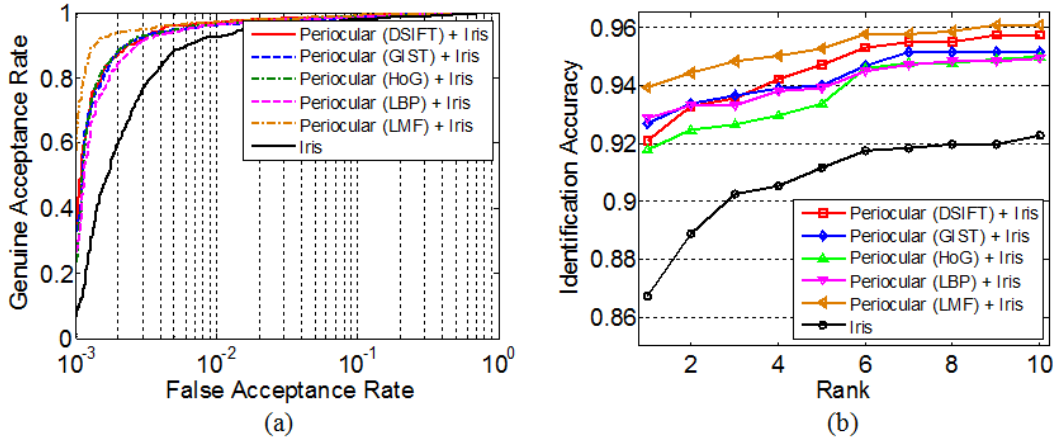 Genuine Acceptance Rate
1
0.8
0.6
0.4
0.2
0
10-3
10-2
10-1
100
False Acceptance Rate
Periocular (DSIFT) + Iris
Periocular (GIST) + Iris
Periocular (HoG) + Iris
Periocular (LBP) + Iris
Periocular (LMF) + Iris
Iris
(a)
Identification Accuracy
0.96
0.94
0.92
0.9
0.88
0.86
2
4
6
8
10
Rank
Periocular (DSIFT) + Iris
Periocular (GIST) + Iris
Periocular (HoG) + Iris
Periocular (LBP) + Iris
Periocular (LMF) + Iris
Iris
(b)